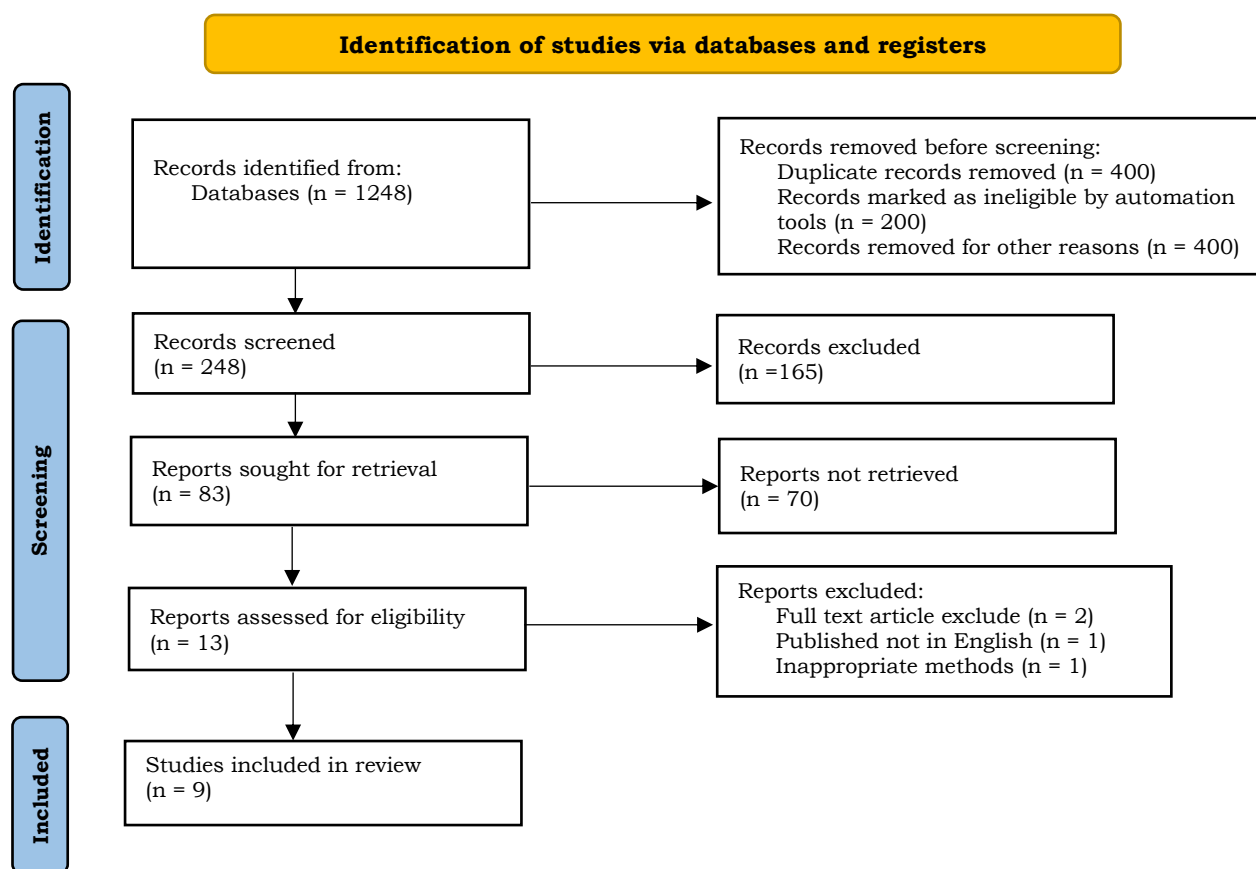 Identification of studies via databases and registers
Identification
Records identified from:
Databases (n = 1248)
Records removed before screening:
Duplicate records removed (n = 400)
Records marked as ineligible by automation
tools (n = 200)
Records removed for other reasons (n = 400)
Screening
Records screened
(n = 248)
Records excluded
(n =165)
Reports sought for retrieval
(n = 83)
Reports not retrieved
(n = 70)
Reports assessed for eligibility
(n = 13)
Reports excluded:
Full text article exclude (n = 2)
Published not in English (n = 1)
Inappropriate methods (n = 1)
Included
Studies included in review
(n = 9)